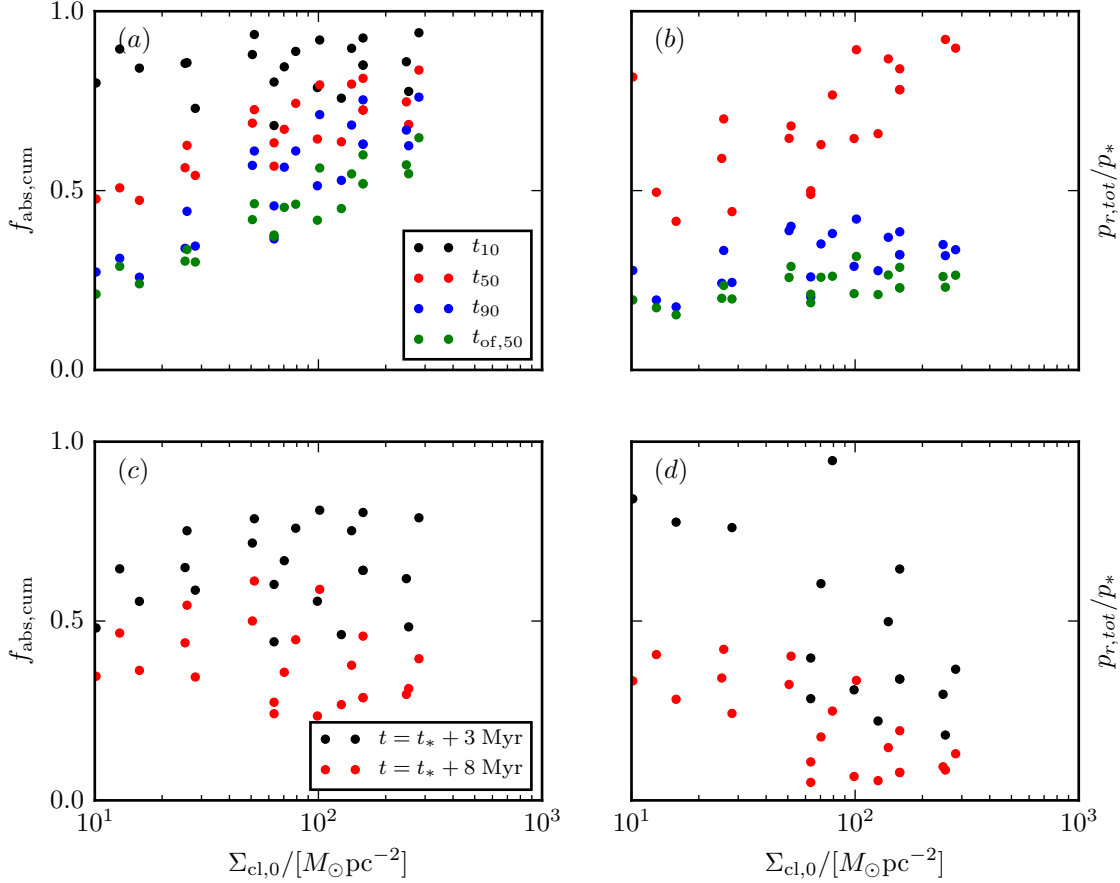 1.0
(a)
(b)
0.5
f_abs,cum
p_r,tot/p_*
t_10
t_50
t_90
t_of,50
0.0
1.0
(c)
(d)
0.5
f_abs,cum
p_r,tot/p_*
t = t_* + 3 Myr
t = t_* + 8 Myr
0.0
10^1 10^2 10^3 10^1 10^2 10^3
Σ_cl,0/[M_⊙pc^−2] Σ_cl,0/[M_⊙pc^−2]